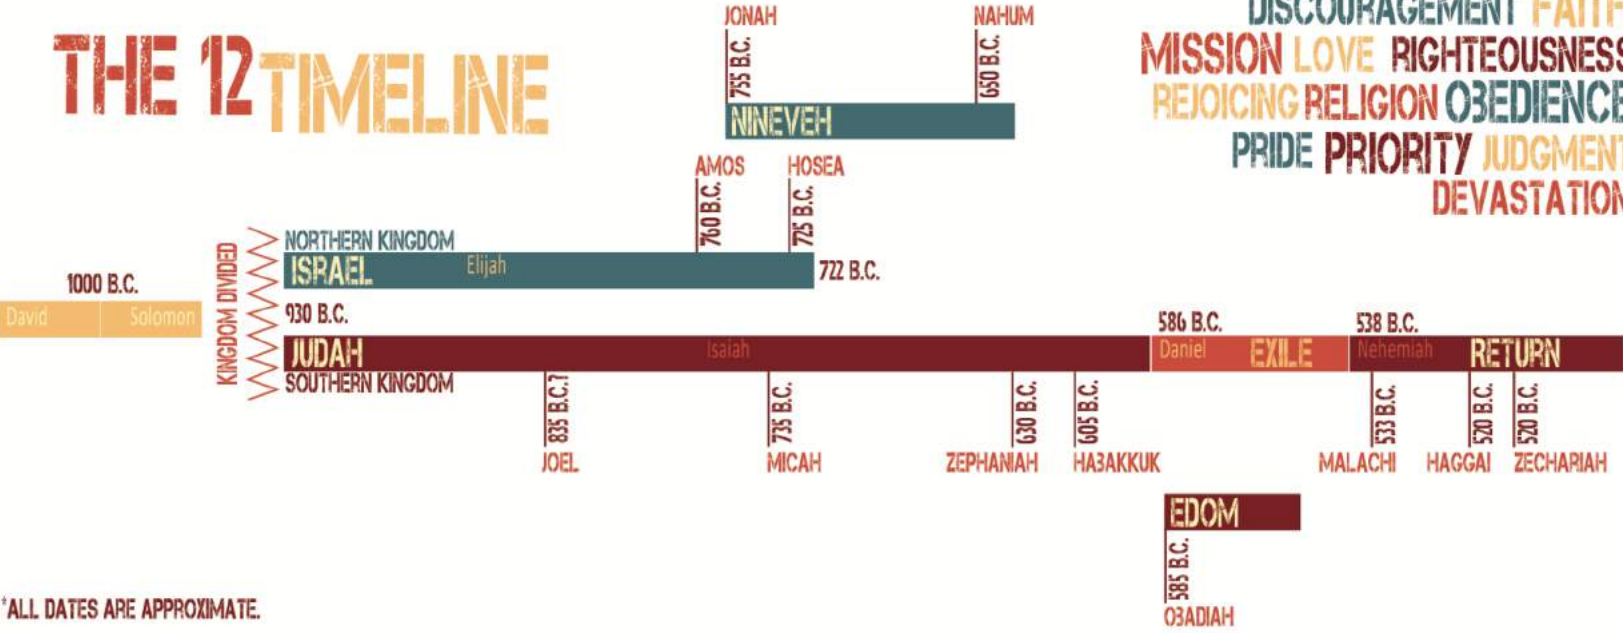 THE 12 TIMELINE
JONAH
755 B.C.
NAHUM
650 B.C.
NINEVEH
DISCOURAGEMENT FAITH
MISSION LOVE RIGHTEOUSNESS
REJOICING RELIGION OBEDIENCE
PRIDE PRIORITY JUDGMENT
DEVASTATION
AMOS
760 B.C.
HOSEA
725 B.C.
1000 B.C.
David
Solomon
KINGDOM DIVIDED
NORTHERN KINGDOM
ISRAEL
Elijah
722 B.C.
930 B.C.
JUDAH
Isaiah
SOUTHERN KINGDOM
586 B.C.
Daniel
EXILE
538 B.C.
Nehemiah
RETURN
835 B.C.?
JOEL
735 B.C.
MICAH
630 B.C.
ZEPHANIAH
605 B.C.
HABAKKUK
533 B.C.
MALACHI
520 B.C.
HAGGAI
520 B.C.
ZECHARIAH
EDOM
585 B.C.
OBADIAH
*ALL DATES ARE APPROXIMATE.